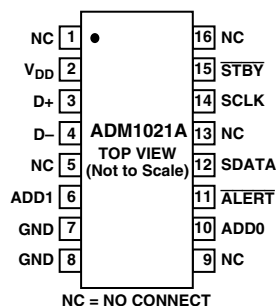 NC 1 16 NC
VDD 2 15 STBY
D+ 3 14 SCLK
D– 4 ADM1021A 13 NC
TOP VIEW
NC 5 (Not to Scale) 12 SDATA
ADD1 6 11 ALERT
GND 7 10 ADD0
GND 8 9 NC
NC = NO CONNECT